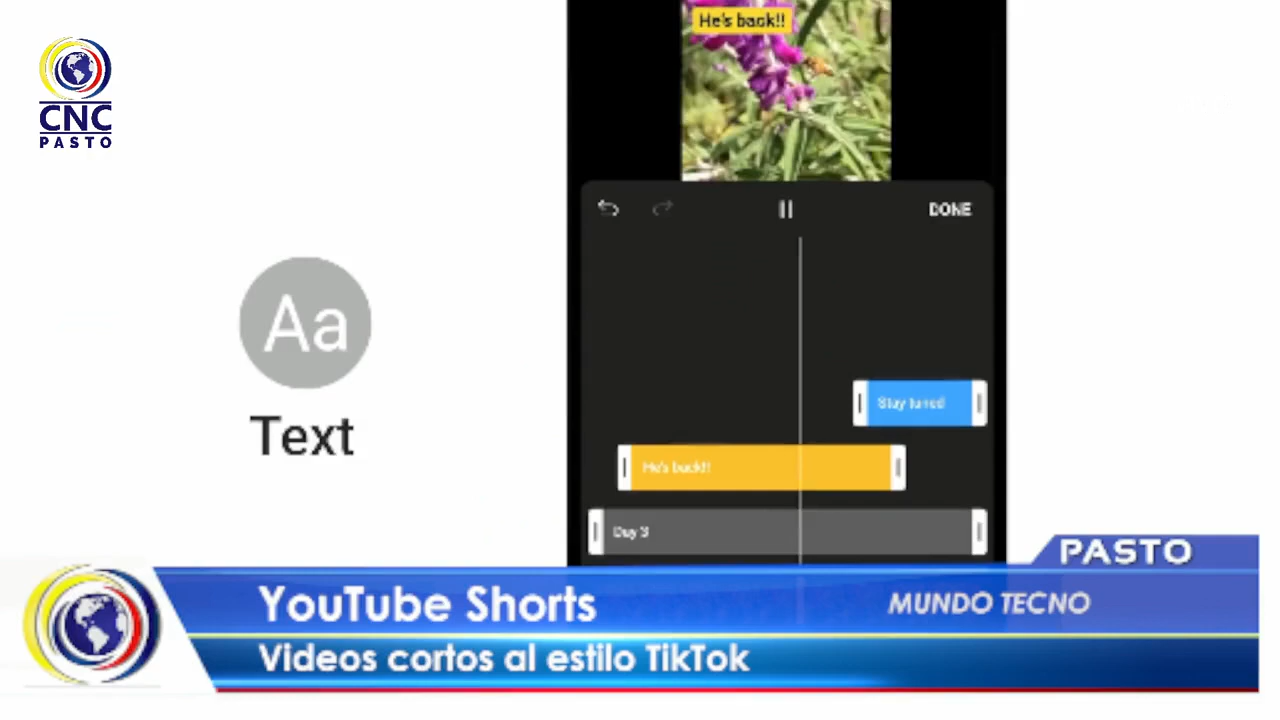 He's back!!
CNC
PASTO
DONE
Aa
Text
Stay tuned
He's back!!
Day 3
PASTO
YouTube Shorts
MUNDO TECNO
Videos cortos al estilo TikTok